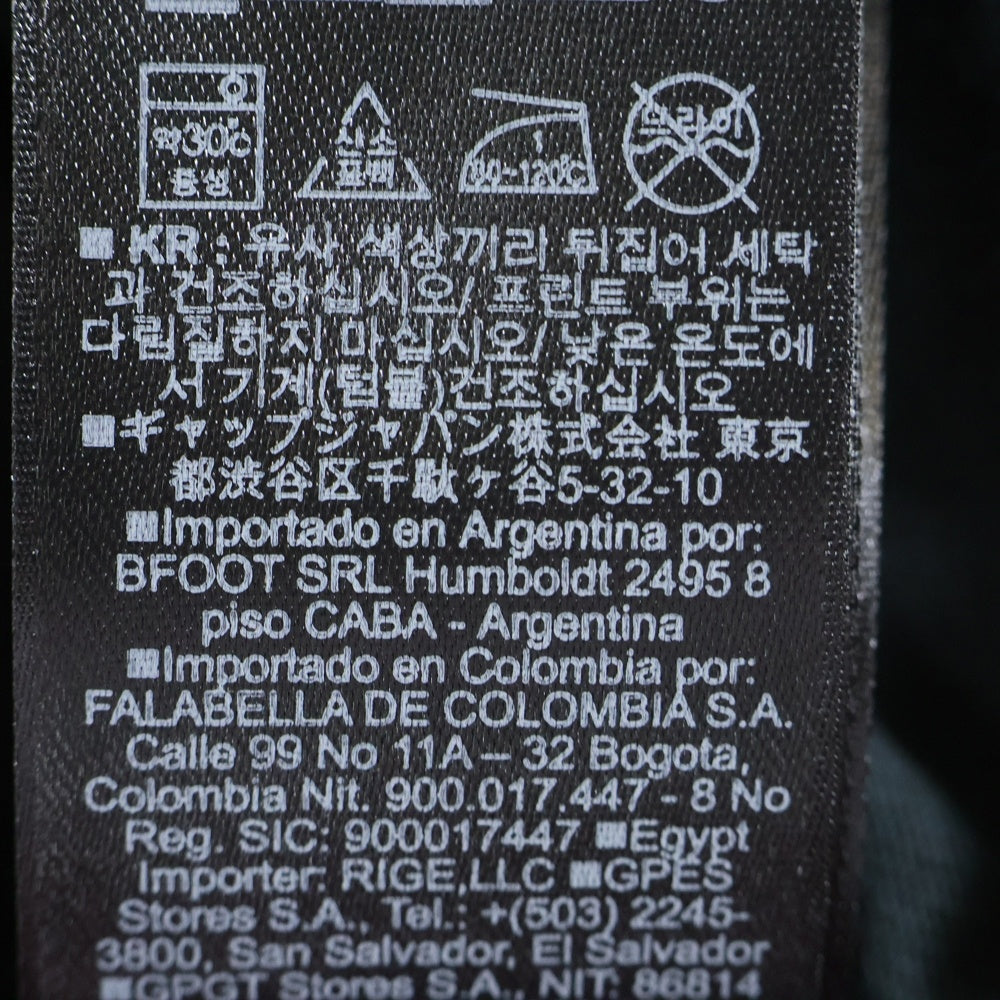 약30℃
중성
산소
표백
80~120℃
드라이
KR : 유사 색상끼리 뒤집어 세탁
과 건조하십시오/ 프린트 부위는
다림질하지 마십시오/ 낮은 온도에
서 기계(텀블)건조하십시오
■ギャップジャパン株式会社 東京
都渋谷区千駄ヶ谷5-32-10
■Importado en Argentina por:
BFOOT SRL Humboldt 2495 8
piso CABA - Argentina
■Importado en Colombia por:
FALABELLA DE COLOMBIA S.A.
Calle 99 No 11A – 32 Bogota,
Colombia Nit. 900.017.447 - 8 No
Reg. SIC: 900017447 ■Egypt
Importer: RIGE,LLC ■GPES
Stores S.A., Tel.: +(503) 2245-
3800, San Salvador, El Salvador
■GPGT Stores S.A., NIT: 86814